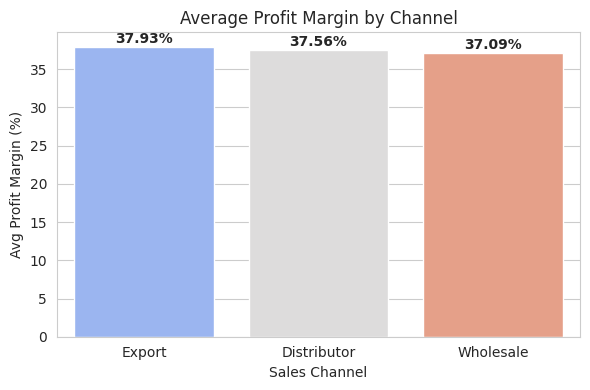 Average Profit Margin by Channel
37.93%
37.56%
37.09%
35
30
25
20
15
10
5
0
Avg Profit Margin (%)
Export
Distributor
Wholesale
Sales Channel